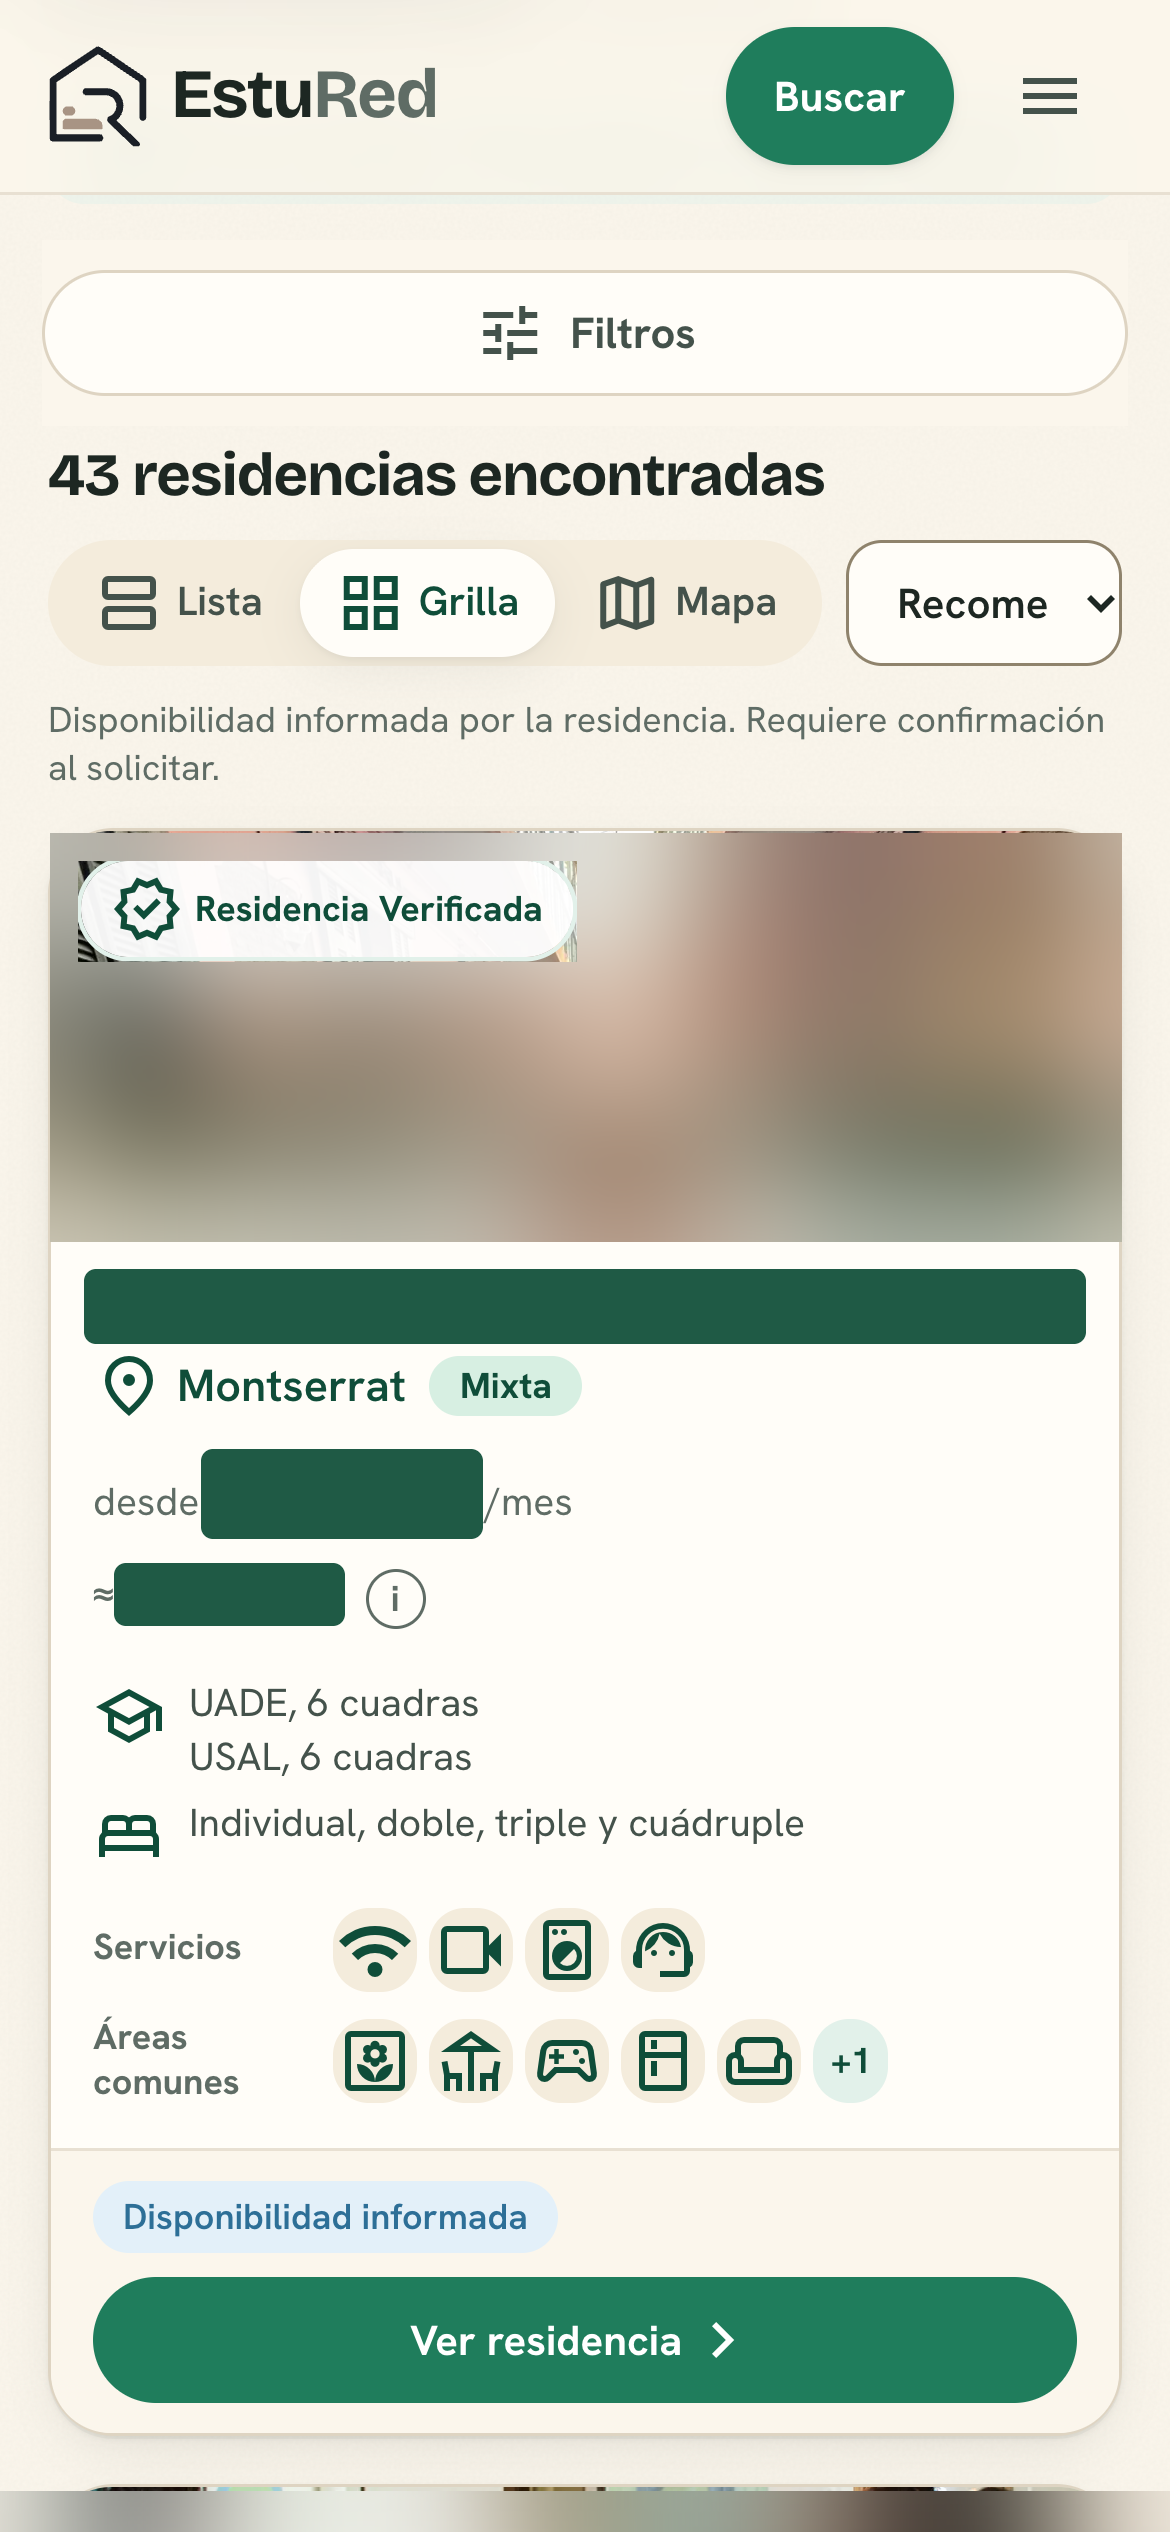 EstuRed
Buscar
Filtros
43 residencias encontradas
Lista
Grilla
Mapa
Recome
Disponibilidad informada por la residencia. Requiere confirmación
al solicitar.
Residencia Verificada
Montserrat
Mixta
desde /mes
≈
i
UADE, 6 cuadras
USAL, 6 cuadras
Individual, doble, triple y cuádruple
Servicios
Áreas
comunes
+1
Disponibilidad informada
Ver residencia